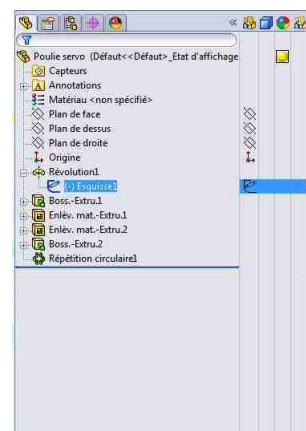 Poulie servo (Défaut<<Défaut>_Etat d'affichage
Capteurs
Annotations
Matériau <non spécifié>
Plan de face
Plan de dessus
Plan de droite
Origine
Révolution1
(-) Esquisse1
Boss.-Extru.1
Enlèv. mat.-Extru.1
Enlèv. mat.-Extru.2
Boss.-Extru.2
Répétition circulaire1